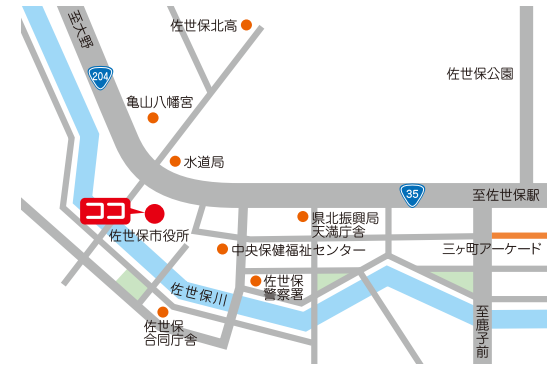 至大野
佐世保北高
204
佐世保公園
亀山八幡宮
水道局
35
至佐世保駅
ココ
県北振興局
天満庁舎
佐世保市役所
中央保健福祉センター
三ヶ町アーケード
佐世保
警察署
佐世保川
至鹿子前
佐世保
合同庁舎